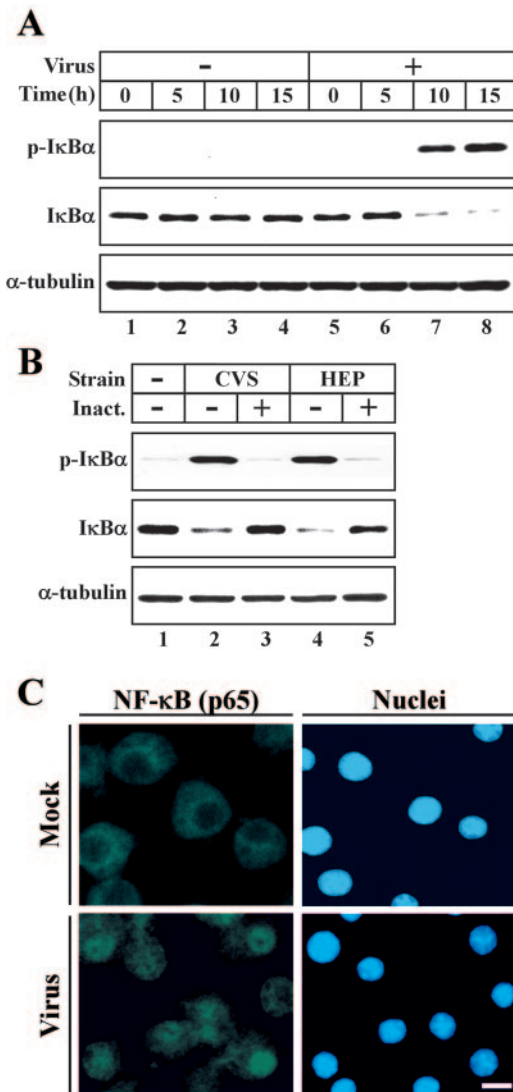 A
Virus - +
Time(h) 0 5 10 15 0 5 10 15
p-IκBα
IκBα
α-tubulin
1 2 3 4 5 6 7 8
B
Strain - CVS HEP
Inact. - - + - +
p-IκBα
IκBα
α-tubulin
1 2 3 4 5
C
NF-κB (p65) Nuclei
Mock
Virus